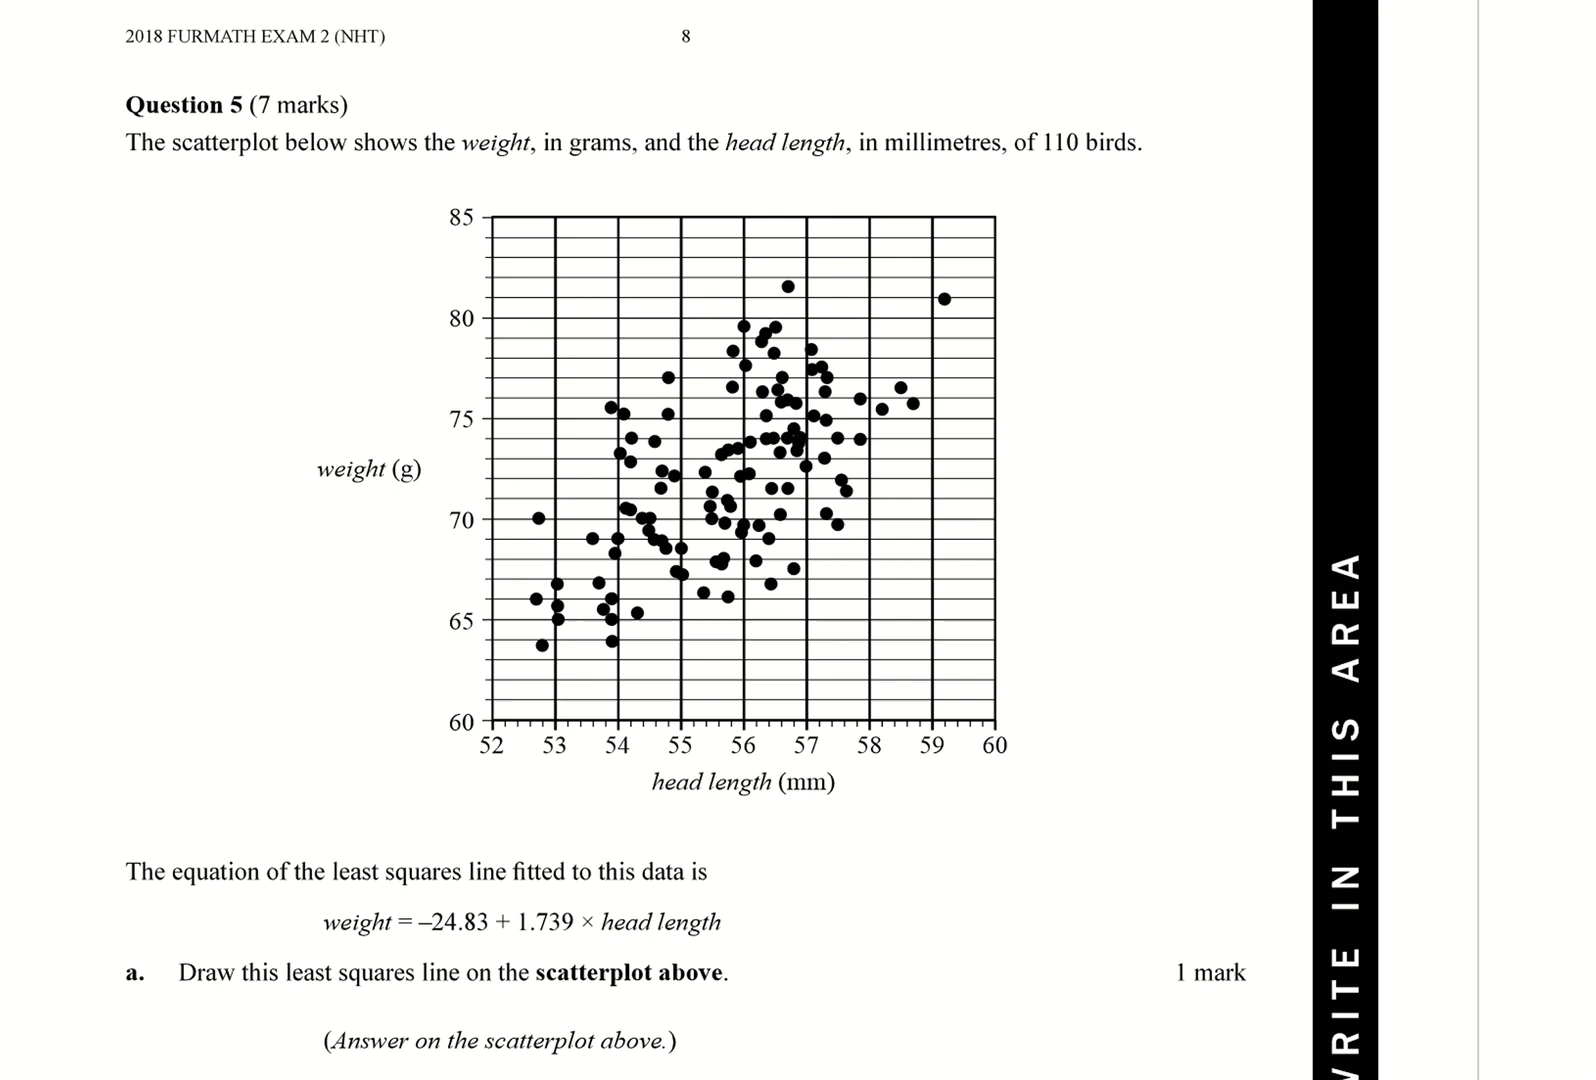 2018 FURMATH EXAM 2 (NHT) 8
Question 5 (7 marks)
The scatterplot below shows the weight, in grams, and the head length, in millimetres, of 110 birds.
85
80
75
weight (g)
70
65
60
52 53 54 55 56 57 58 59 60
head length (mm)
The equation of the least squares line fitted to this data is
weight = –24.83 + 1.739 × head length
a. Draw this least squares line on the scatterplot above. 1 mark
(Answer on the scatterplot above.)
RITE IN THIS AREA